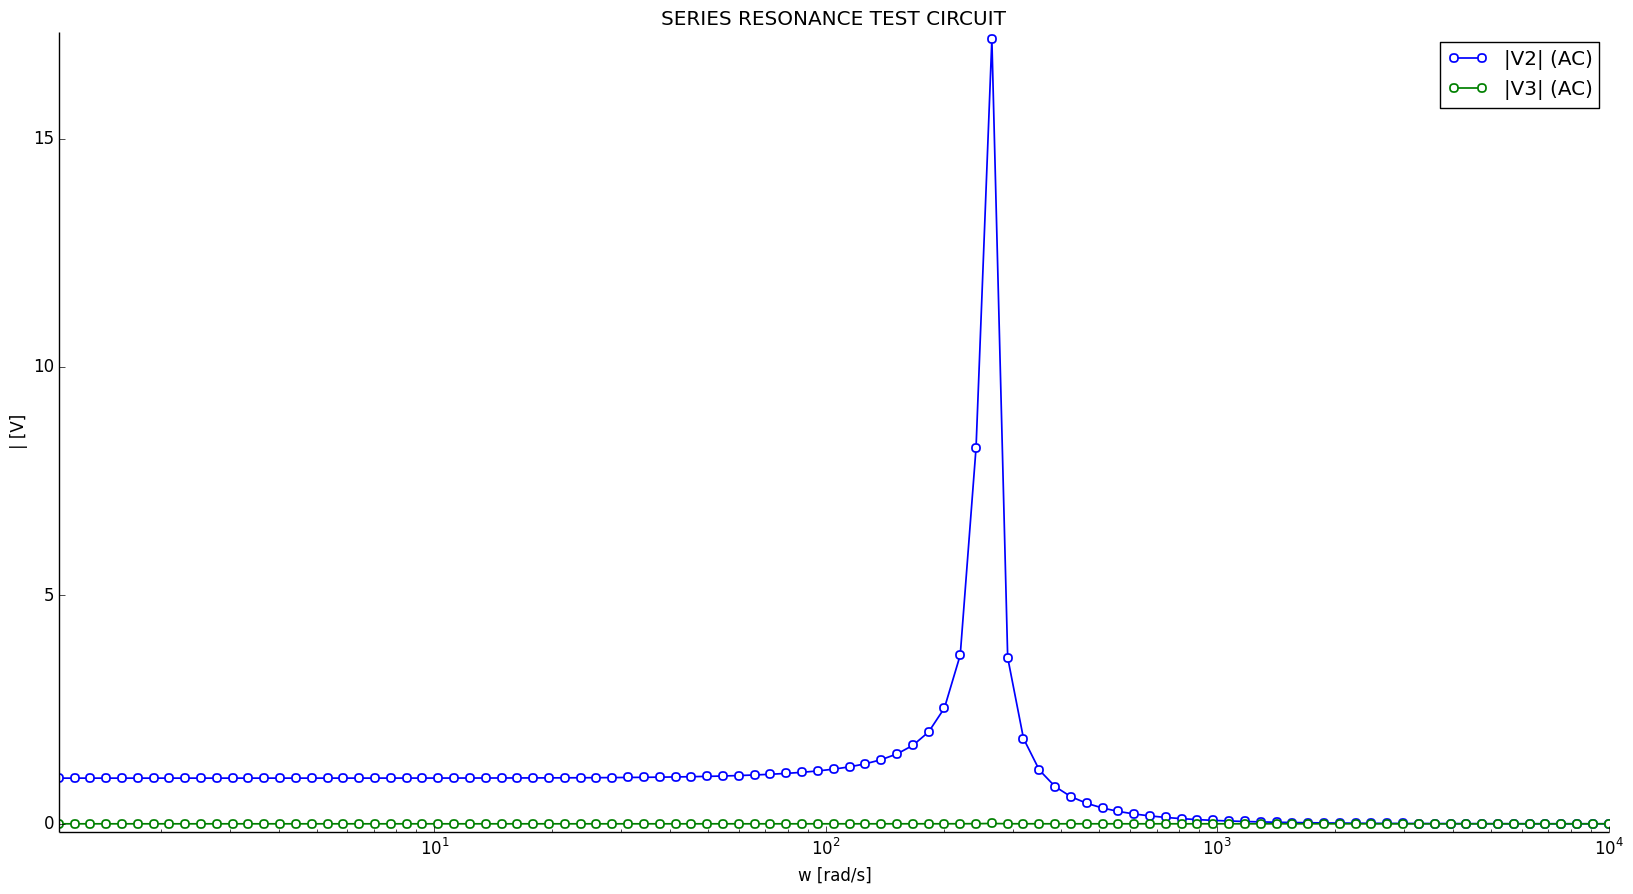 SERIES RESONANCE TEST CIRCUIT
|V2| (AC)
|V3| (AC)
15
10
5
0
| [V]
10^1
10^2
10^3
10^4
w [rad/s]